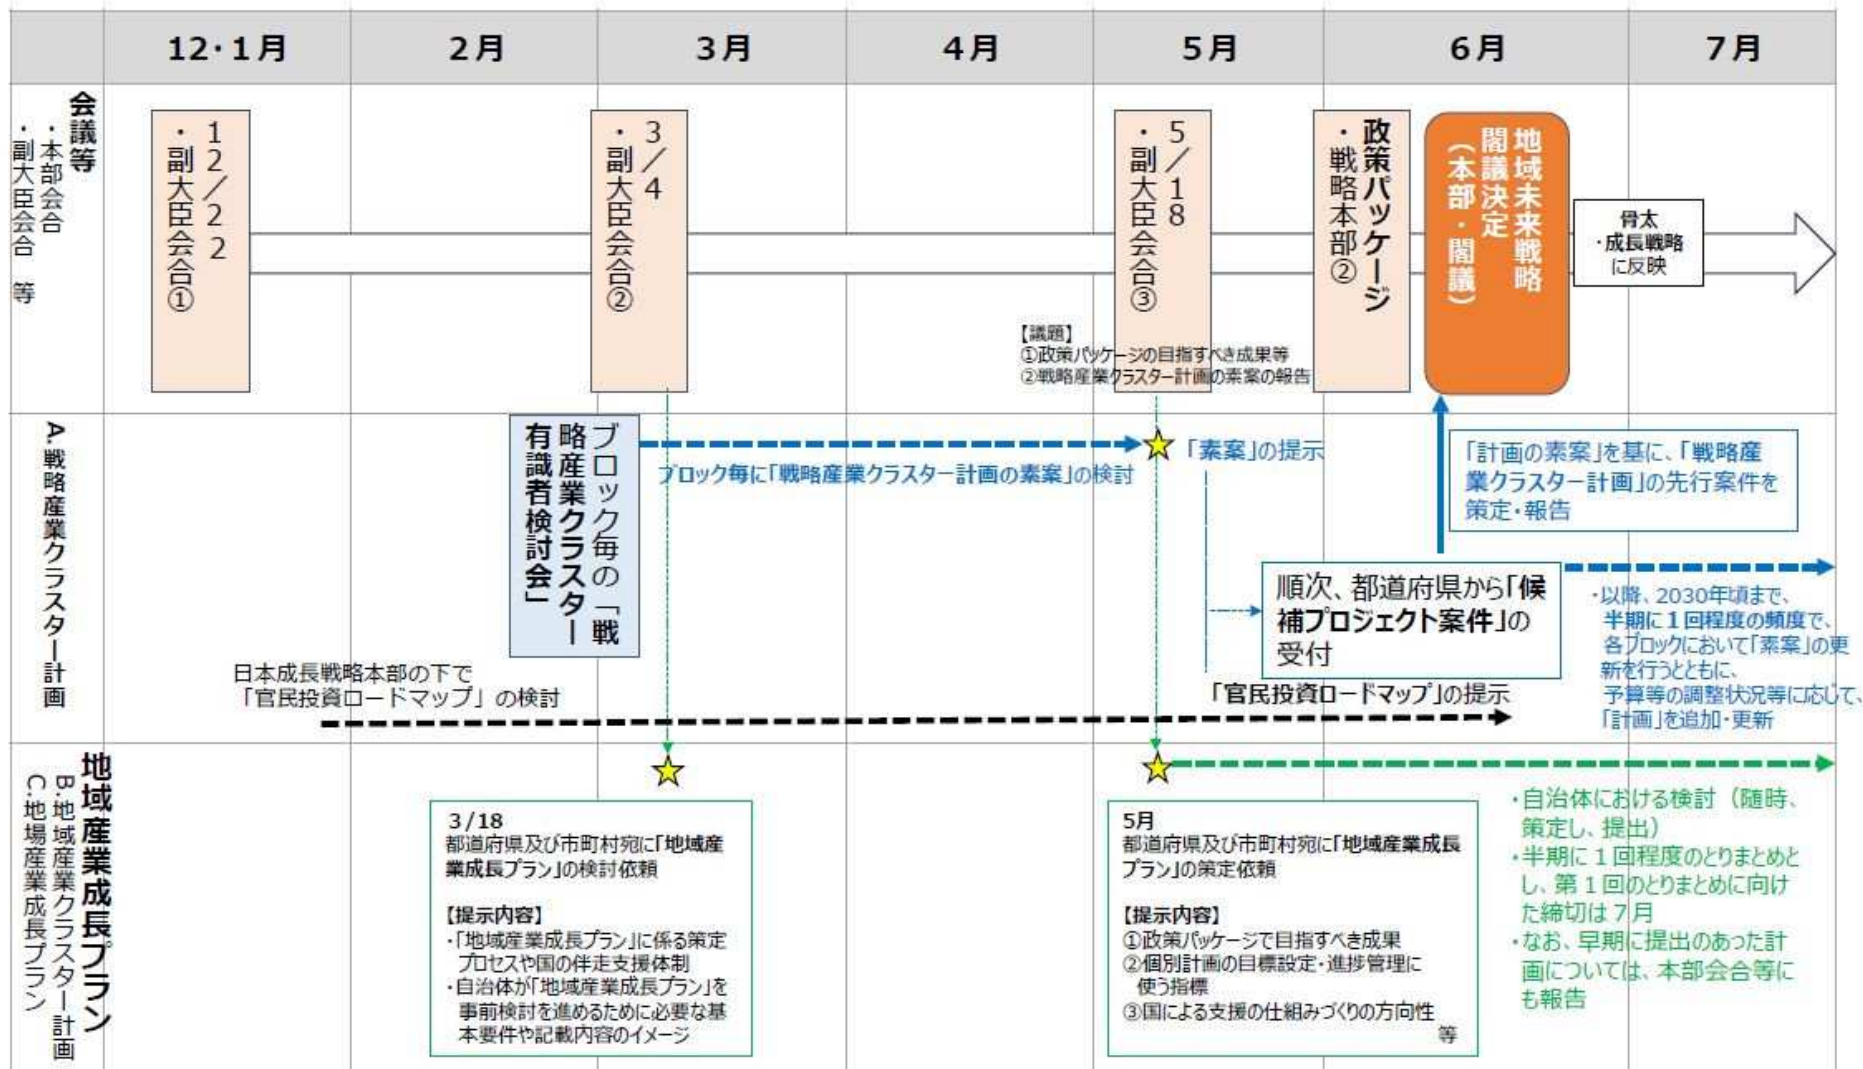 12・1月
2月
3月
4月
5月
6月
7月
会議等
・本部会合
・副大臣会合　等
12/22
・副大臣会合①
3/4
・副大臣会合②
5/18
・副大臣会合③
【議題】
①政策パッケージの目指すべき成果等
②戦略産業クラスター計画の素案の報告
政策パッケージ
・戦略本部②
地域未来戦略
閣議決定
(本部・閣議)
骨太
・成長戦略
に反映
A.戦略産業クラスター計画
ブロック毎の「戦
略産業クラスター
有識者検討会」
ブロック毎に「戦略産業クラスター計画の素案」の検討
「素案」の提示
「計画の素案」を基に、「戦略産
業クラスター計画」の先行案件を
策定・報告
順次、都道府県から「候
補プロジェクト案件」の
受付
・以降、2030年頃まで、
半期に1回程度の頻度で、
各ブロックにおいて「素案」の更
新を行うとともに、
予算等の調整状況等に応じて、
「計画」を追加・更新
日本成長戦略本部の下で
「官民投資ロードマップ」の検討
「官民投資ロードマップ」の提示
地域産業成長プラン
B.地域産業クラスター計画
C.地場産業成長プラン
3/18
都道府県及び市町村宛に「地域産
業成長プラン」の検討依頼
【提示内容】
・「地域産業成長プラン」に係る策定
プロセスや国の伴走支援体制
・自治体が「地域産業成長プラン」を
事前検討を進めるために必要な基
本要件や記載内容のイメージ
5月
都道府県及び市町村宛に「地域産業成長
プラン」の策定依頼
【提示内容】
①政策パッケージで目指すべき成果
②個別計画の目標設定・進捗管理に
使う指標
③国による支援の仕組みづくりの方向性
等
・自治体における検討（随時、
策定し、提出）
・半期に１回程度のとりまとめと
し、第１回のとりまとめに向け
た締切は７月
・なお、早期に提出のあった計
画については、本部会合等に
も報告